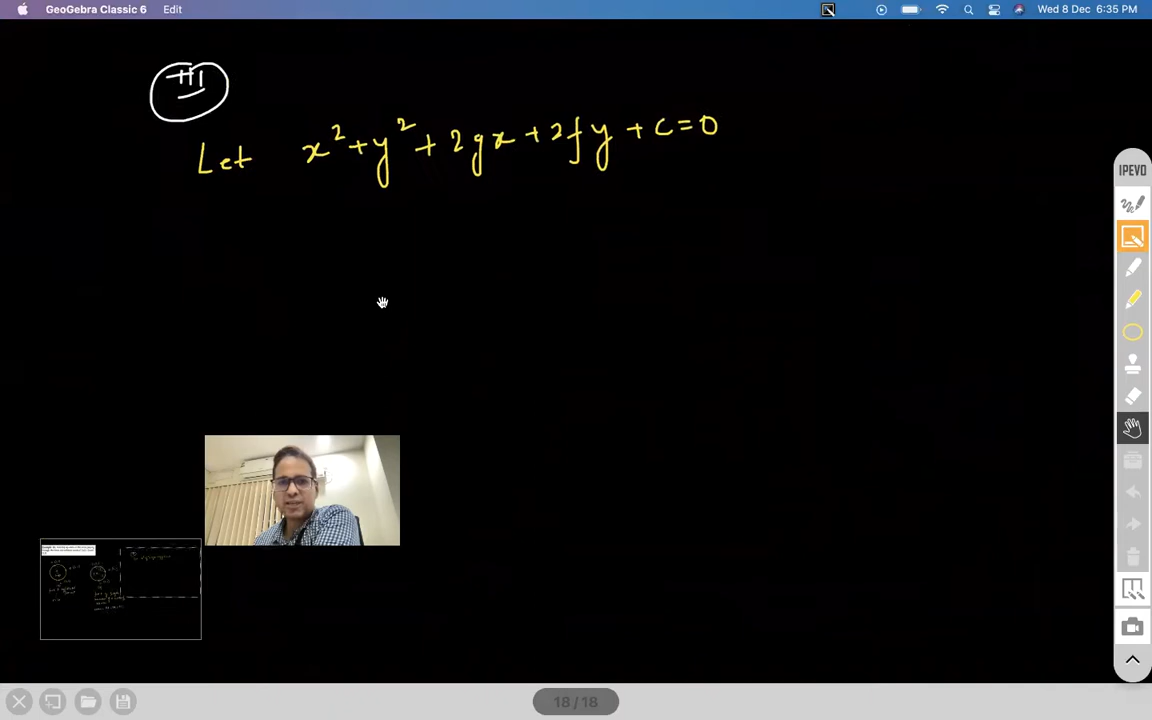 GeoGebra Classic 6 Edit Wed 8 Dec 6:35 PM
Let x²+y²+2gx+2fy+c=0
IPEVO
18 / 18